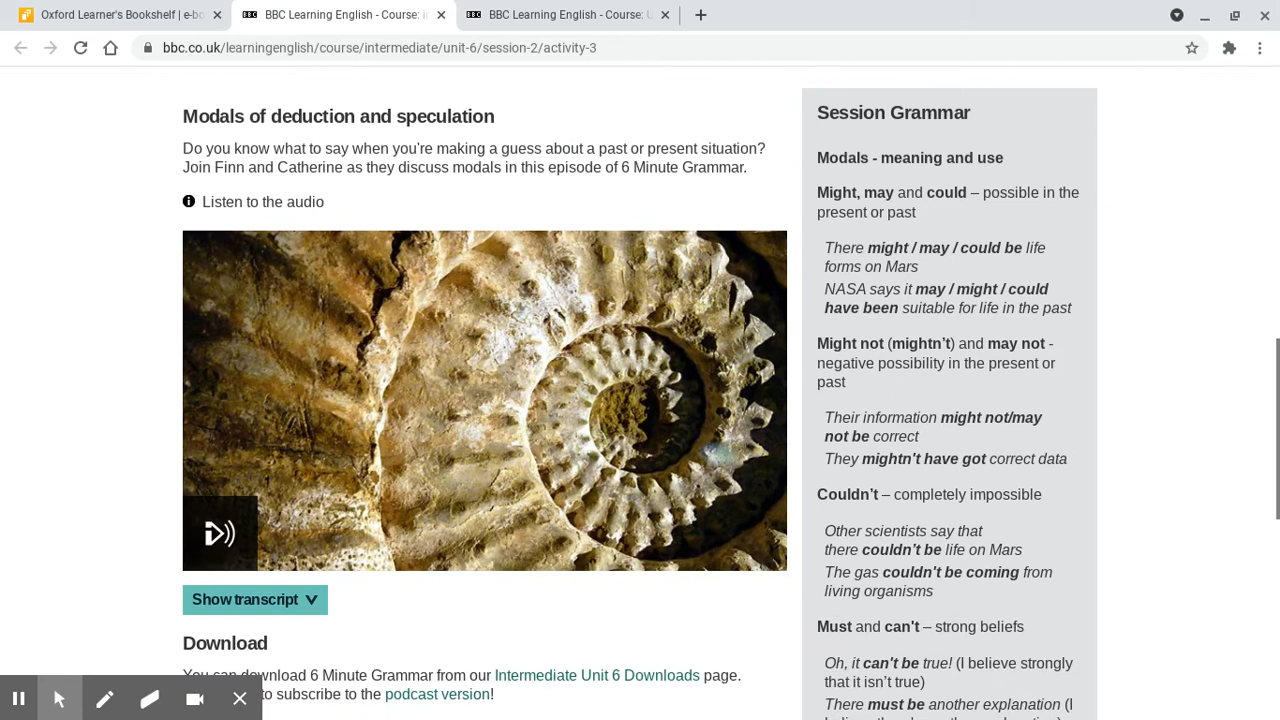 Oxford Learner's Bookshelf | e-bo
BBC Learning English - Course: in
BBC Learning English - Course: U
bbc.co.uk/learningenglish/course/intermediate/unit-6/session-2/activity-3
Modals of deduction and speculation
Do you know what to say when you're making a guess about a past or present situation?
Join Finn and Catherine as they discuss modals in this episode of 6 Minute Grammar.
Listen to the audio
Show transcript
Download
You can download 6 Minute Grammar from our Intermediate Unit 6 Downloads page.
to subscribe to the podcast version!
Session Grammar
Modals - meaning and use
Might, may and could – possible in the
present or past
There might / may / could be life
forms on Mars
NASA says it may / might / could
have been suitable for life in the past
Might not (mightn’t) and may not -
negative possibility in the present or
past
Their information might not/may
not be correct
They mightn't have got correct data
Couldn’t – completely impossible
Other scientists say that
there couldn’t be life on Mars
The gas couldn't be coming from
living organisms
Must and can't – strong beliefs
Oh, it can't be true! (I believe strongly
that it isn’t true)
There must be another explanation (I